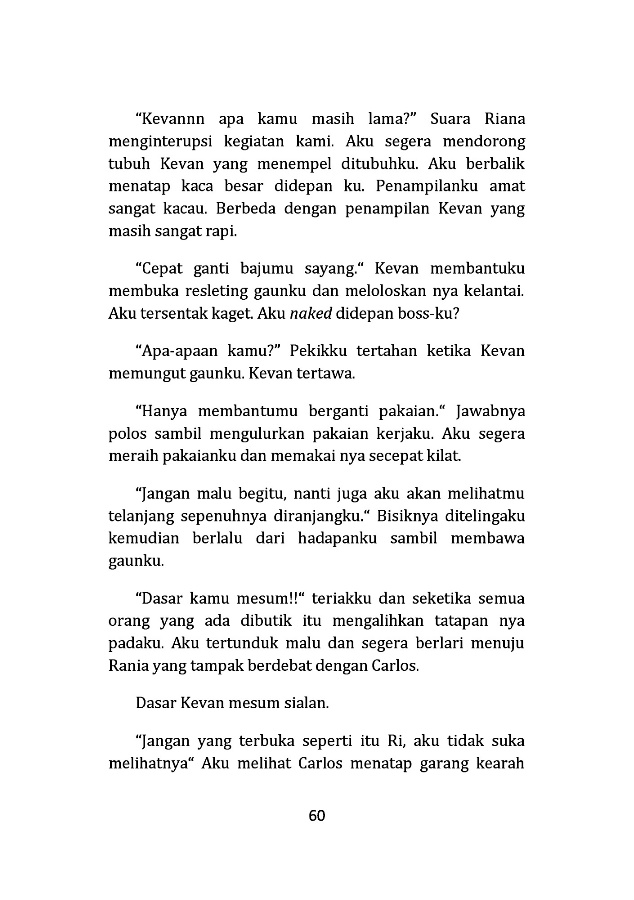 “Kevannn apa kamu masih lama?” Suara Riana
menginterupsi kegiatan kami. Aku segera mendorong
tubuh Kevan yang menempel ditubuhku. Aku berbalik
menatap kaca besar didepan ku. Penampilanku amat
sangat kacau. Berbeda dengan penampilan Kevan yang
masih sangat rapi.
“Cepat ganti bajumu sayang.“ Kevan membantuku
membuka resleting gaunku dan meloloskan nya kelantai.
Aku tersentak kaget. Aku naked didepan boss-ku?
“Apa-apaan kamu?” Pekikku tertahan ketika Kevan
memungut gaunku. Kevan tertawa.
“Hanya membantumu berganti pakaian.“ Jawabnya
polos sambil mengulurkan pakaian kerjaku. Aku segera
meraih pakaianku dan memakai nya secepat kilat.
“Jangan malu begitu, nanti juga aku akan melihatmu
telanjang sepenuhnya diranjangku.“ Bisiknya ditelingaku
kemudian berlalu dari hadapanku sambil membawa
gaunku.
“Dasar kamu mesum!!“ teriakku dan seketika semua
orang yang ada dibutik itu mengalihkan tatapan nya
padaku. Aku tertunduk malu dan segera berlari menuju
Rania yang tampak berdebat dengan Carlos.
Dasar Kevan mesum sialan.
“Jangan yang terbuka seperti itu Ri, aku tidak suka
melihatnya“ Aku melihat Carlos menatap garang kearah
60